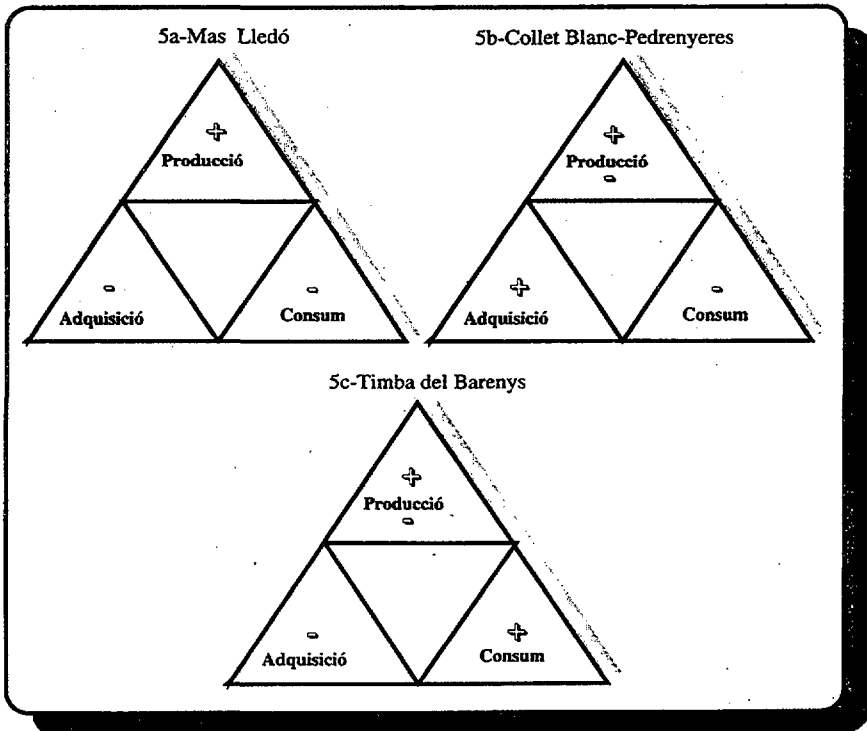 5a-Mas Lledó
5b-Collet Blanc-Pedrenyeres
+
Producció
-
Adquisició
-
Consum
+
Producció
-
+
Adquisició
-
Consum
5c-Timba del Barenys
+
Producció
-
-
Adquisició
+
Consum